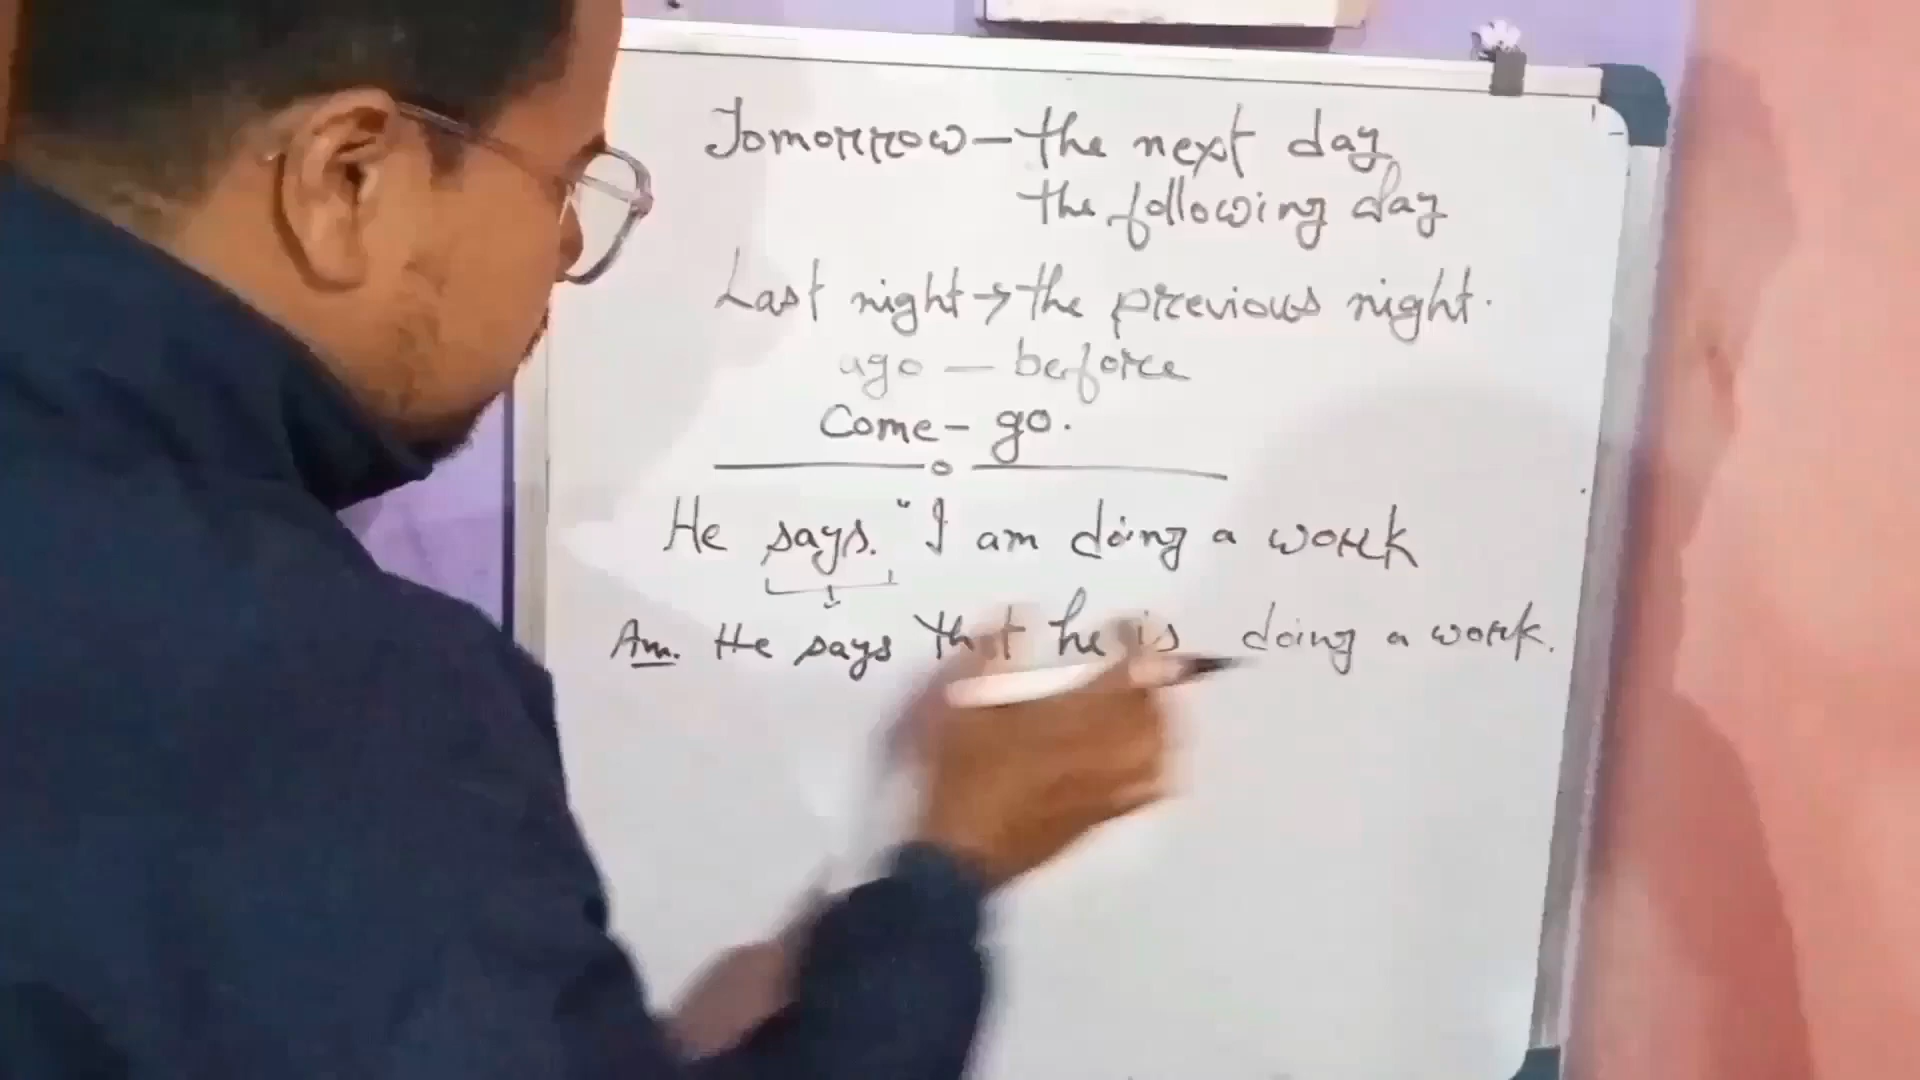 Tomorrow - the next day
the following day
Last night → the previous night.
ago - before
Come - go.
He says. "I am doing a work
Ans. He says that he is doing a work.